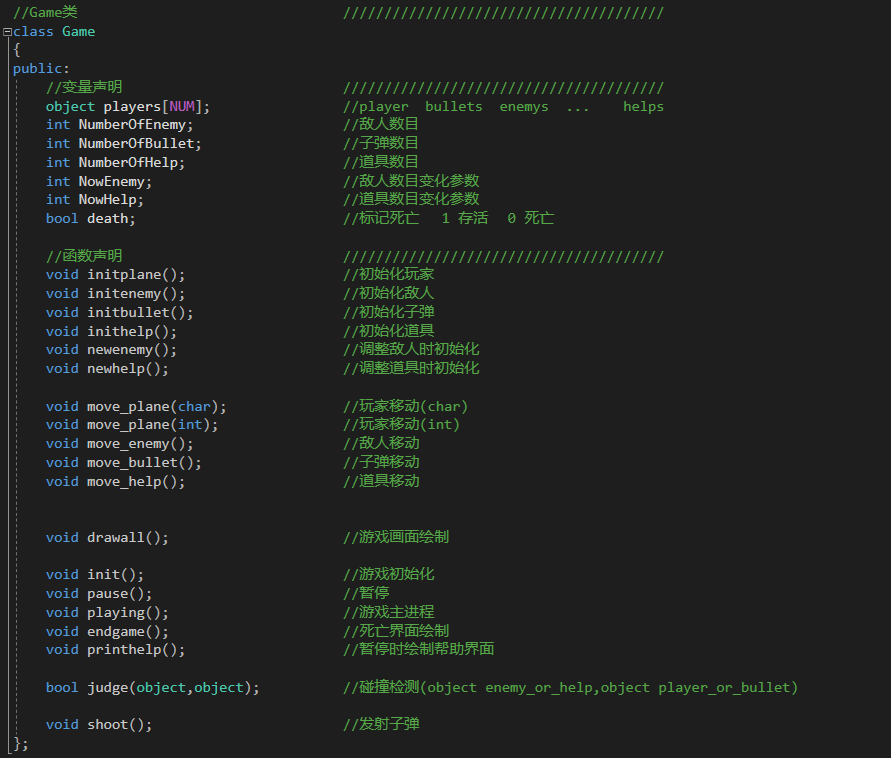 //Game类                                ///////////////////////////////////////
class Game
{
public:
    //变量声明                           ///////////////////////////////////////
    object players[NUM];                //player  bullets  enemys  ...    helps
    int NumberOfEnemy;                  //敌人数目
    int NumberOfBullet;                 //子弹数目
    int NumberOfHelp;                   //道具数目
    int NowEnemy;                       //敌人数目变化参数
    int NowHelp;                        //道具数目变化参数
    bool death;                         //标记死亡   1 存活  0 死亡
    //函数声明                           ///////////////////////////////////////
    void initplane();                   //初始化玩家
    void initenemy();                   //初始化敌人
    void initbullet();                  //初始化子弹
    void inithelp();                    //初始化道具
    void newenemy();                    //调整敌人时初始化
    void newhelp();                     //调整道具时初始化
    void move_plane(char);              //玩家移动(char)
    void move_plane(int);               //玩家移动(int)
    void move_enemy();                  //敌人移动
    void move_bullet();                 //子弹移动
    void move_help();                   //道具移动
    void drawall();                     //游戏画面绘制
    void init();                        //游戏初始化
    void pause();                       //暂停
    void playing();                     //游戏主进程
    void endgame();                     //死亡界面绘制
    void printhelp();                   //暂停时绘制帮助界面
    bool judge(object,object);          //碰撞检测(object enemy_or_help,object player_or_bullet)
    void shoot();                       //发射子弹
};